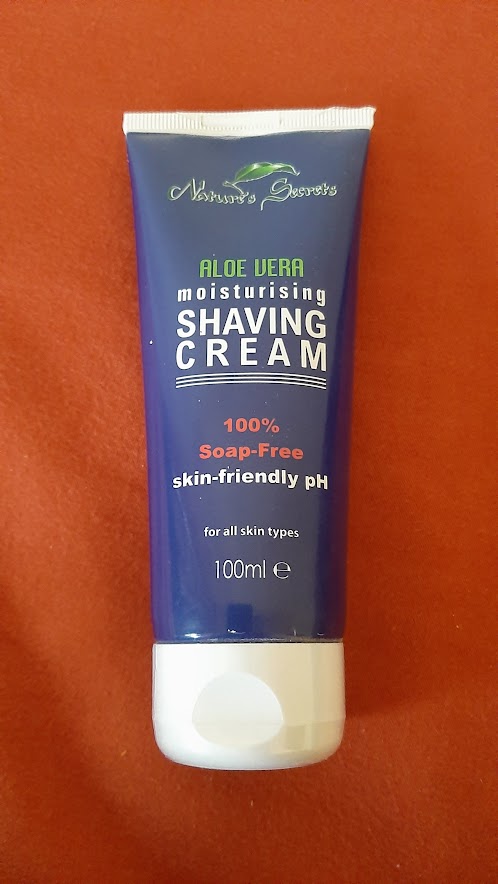 Nature's Secrets
ALOE VERA
moisturising
SHAVING
CREAM
100%
Soap-Free
skin-friendly pH
for all skin types
100ml ℮